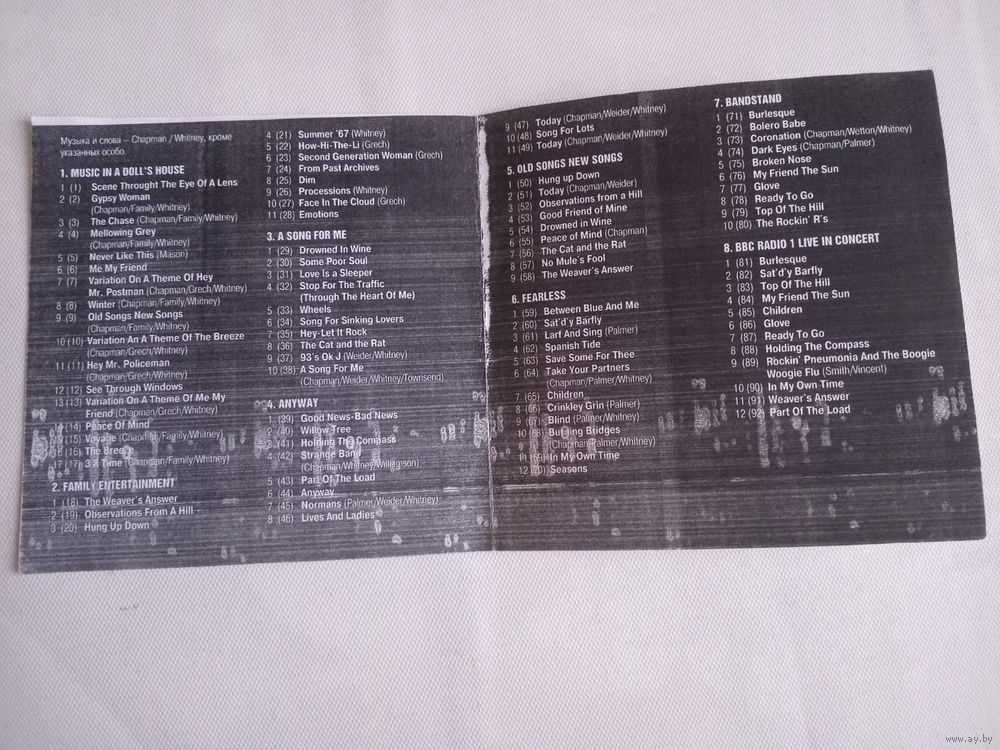 Музыка и слова – Chapman / Whitney, кроме
указанных особо.
1. MUSIC IN A DOLL'S HOUSE
1 (1) Scene Throught The Eye Of A Lens
2 (2) Gypsy Woman
(Chapman/Family/Whitney)
3 (3) The Chase (Chapman/Family/Whitney)
4 (4) Mellowing Grey
(Chapman/Family/Whitney)
5 (5) Never Like This (Mason)
6 (6) Me My Friend
7 (7) Variation On A Theme Of Hey
Mr. Postman (Chapman/Grech/Whitney)
8 (8) Winter (Chapman/Family/Whitney)
9 (9) Old Songs New Songs
(Chapman/Family/Whitney)
10 (10) Variation An A Theme Of The Breeze
(Chapman/Grech/Whitney)
11 (11) Hey Mr. Policeman
(Chapman/Grech/Whitney)
12 (12) See Through Windows
13 (13) Variation On A Theme Of Me My
Friend (Chapman/Grech/Whitney)
14 (14) Peace Of Mind
15 (15) Voyage (Chapman/Family/Whitney)
16 (16) The Breeze
17 (17) 3 X Time (Chapman/Family/Whitney)
2. FAMILY ENTERTAINMENT
1 (18) The Weaver's Answer
2 (19) Observations From A Hill
3 (20) Hung Up Down
4 (21) Summer '67 (Whitney)
5 (22) How-Hi-The-Li (Grech)
6 (23) Second Generation Woman (Grech)
7 (24) From Past Archives
8 (25) Dim
9 (26) Processions (Whitney)
10 (27) Face In The Cloud (Grech)
11 (28) Emotions
3. A SONG FOR ME
1 (29) Drowned In Wine
2 (30) Some Poor Soul
3 (31) Love Is a Sleeper
4 (32) Stop For The Traffic
(Through The Heart Of Me)
5 (33) Wheels
6 (34) Song For Sinking Lovers
7 (35) Hey-Let It Rock
8 (36) The Cat and the Rat
9 (37) 93's Ok J (Weider/Whitney)
10 (38) A Song For Me
(Chapman/Weider/Whitney/Townsend)
4. ANYWAY
1 (39) Good News-Bad News
2 (40) Willow Tree
3 (41) Holding The Compass
4 (42) Strange Band
(Chapman/Whitney/Williamson)
5 (43) Part Of The Load
6 (44) Anyway
7 (45) Normans (Palmer/Weider/Whitney)
8 (46) Lives And Ladies
9 (47) Today (Chapman/Weider/Whitney)
10 (48) Song For Lots
11 (49) Today (Chapman/Weider/Whitney)
5. OLD SONGS NEW SONGS
1 (50) Hung up Down
2 (51) Today (Chapman/Weider)
3 (52) Observations from a Hill
4 (53) Good Friend of Mine
5 (54) Drowned in Wine
6 (55) Peace of Mind (Chapman)
7 (56) The Cat and the Rat
8 (57) No Mule's Fool
9 (58) The Weaver's Answer
6. FEARLESS
1 (59) Between Blue And Me
2 (60) Sat'd'y Barfly
3 (61) Larf And Sing (Palmer)
4 (62) Spanish Tide
5 (63) Save Some For Thee
6 (64) Take Your Partners
(Chapman/Palmer/Whitney)
7 (65) Children
8 (66) Crinkley Grin (Palmer)
9 (67) Blind (Palmer/Whitney)
10 (68) Burning Bridges
(Chapman/Palmer/Whitney)
11 (69) In My Own Time
12 (70) Seasons
7. BANDSTAND
1 (71) Burlesque
2 (72) Bolero Babe
3 (73) Coronation (Chapman/Wetton/Whitney)
4 (74) Dark Eyes (Chapman/Palmer)
5 (75) Broken Nose
6 (76) My Friend The Sun
7 (77) Glove
8 (78) Ready To Go
9 (79) Top Of The Hill
10 (80) The Rockin' R's
8. BBC RADIO 1 LIVE IN CONCERT
1 (81) Burlesque
2 (82) Sat'd'y Barfly
3 (83) Top Of The Hill
4 (84) My Friend The Sun
5 (85) Children
6 (86) Glove
7 (87) Ready To Go
8 (88) Holding The Compass
9 (89) Rockin' Pneumonia And The Boogie
Woogie Flu (Smith/Vincent)
10 (90) In My Own Time
11 (91) Weaver's Answer
12 (92) Part Of The Load
www.ay.by